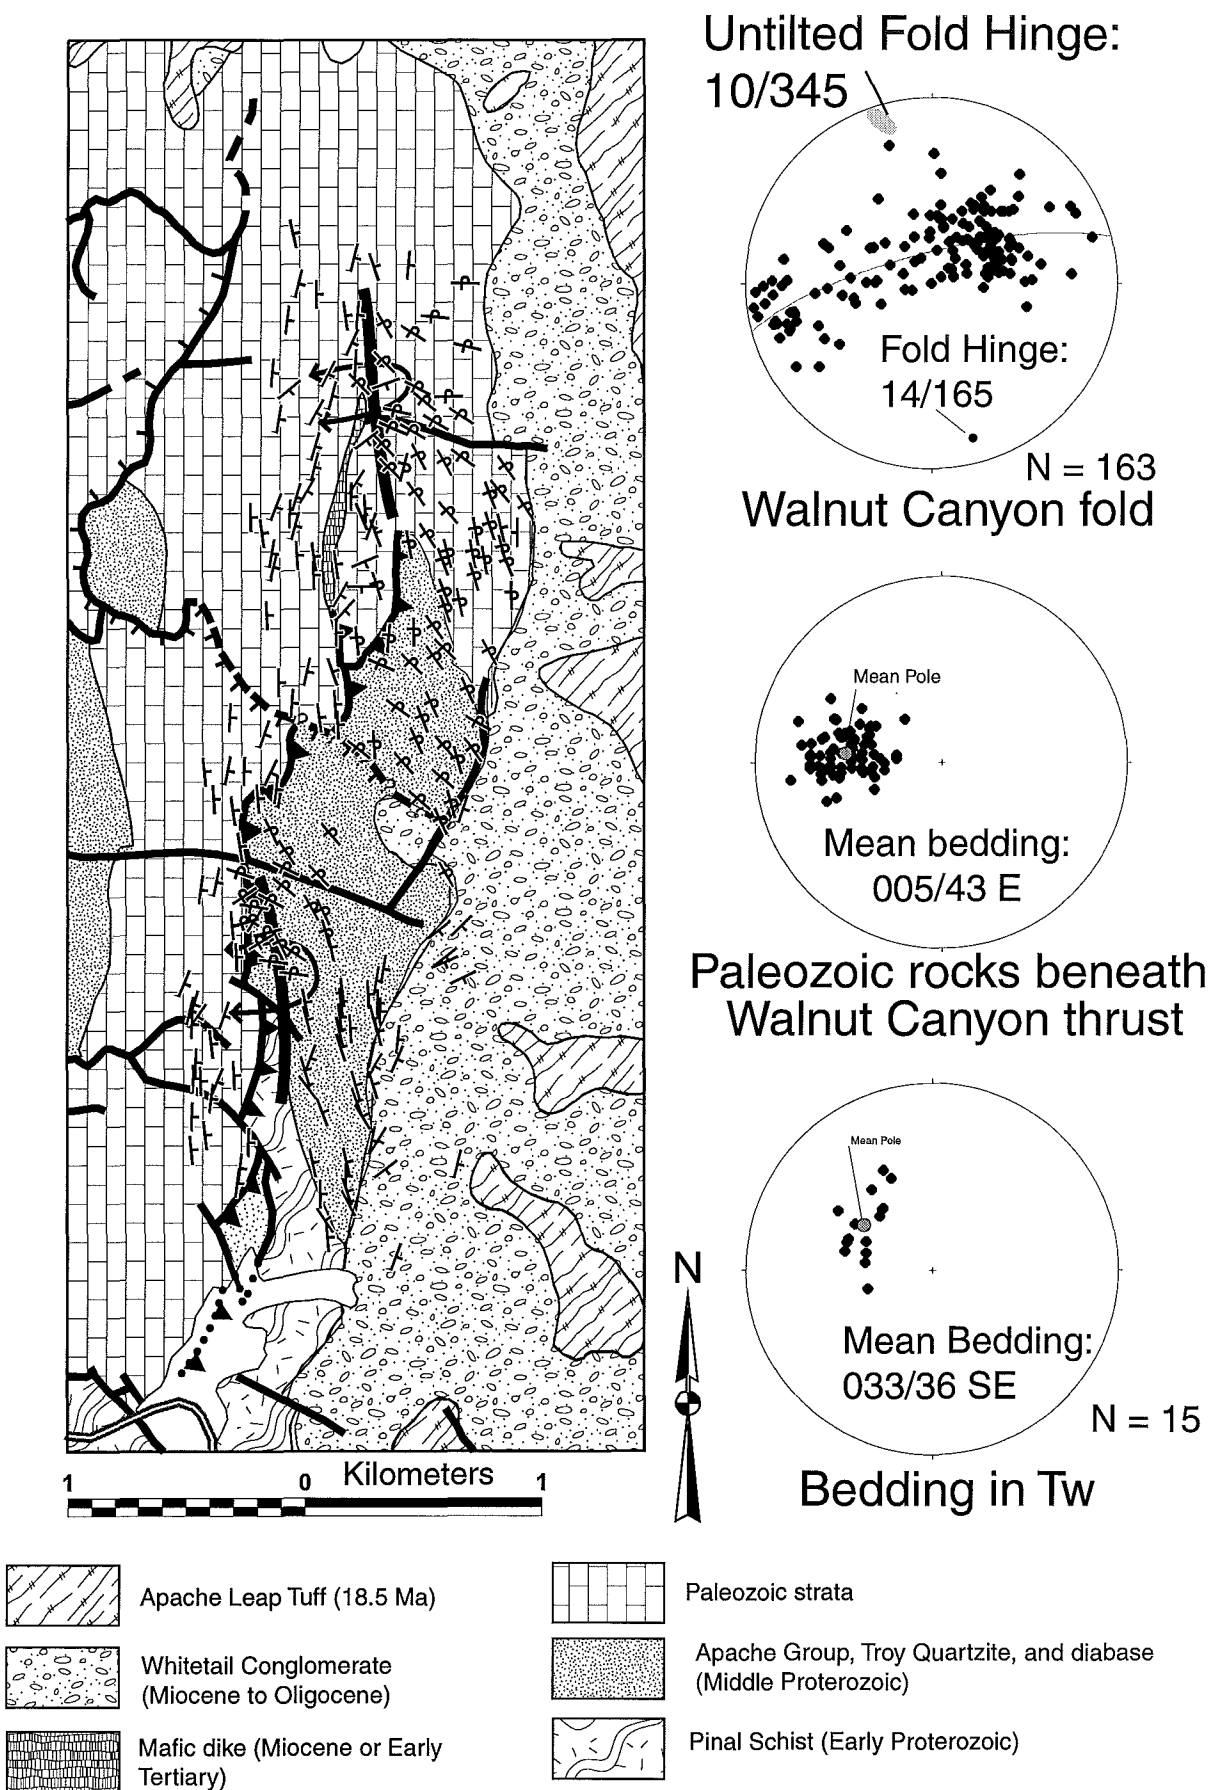 Untilted Fold Hinge:
10/345
Fold Hinge:
14/165
N = 163
Walnut Canyon fold
Mean Pole
Mean bedding:
005/43 E
Paleozoic rocks beneath
Walnut Canyon thrust
Mean Pole
Mean Bedding:
033/36 SE
N = 15
Bedding in Tw
N
1 0 Kilometers 1
Apache Leap Tuff (18.5 Ma)
Whitetail Conglomerate
(Miocene to Oligocene)
Mafic dike (Miocene or Early
Tertiary)
Paleozoic strata
Apache Group, Troy Quartzite, and diabase
(Middle Proterozoic)
Pinal Schist (Early Proterozoic)